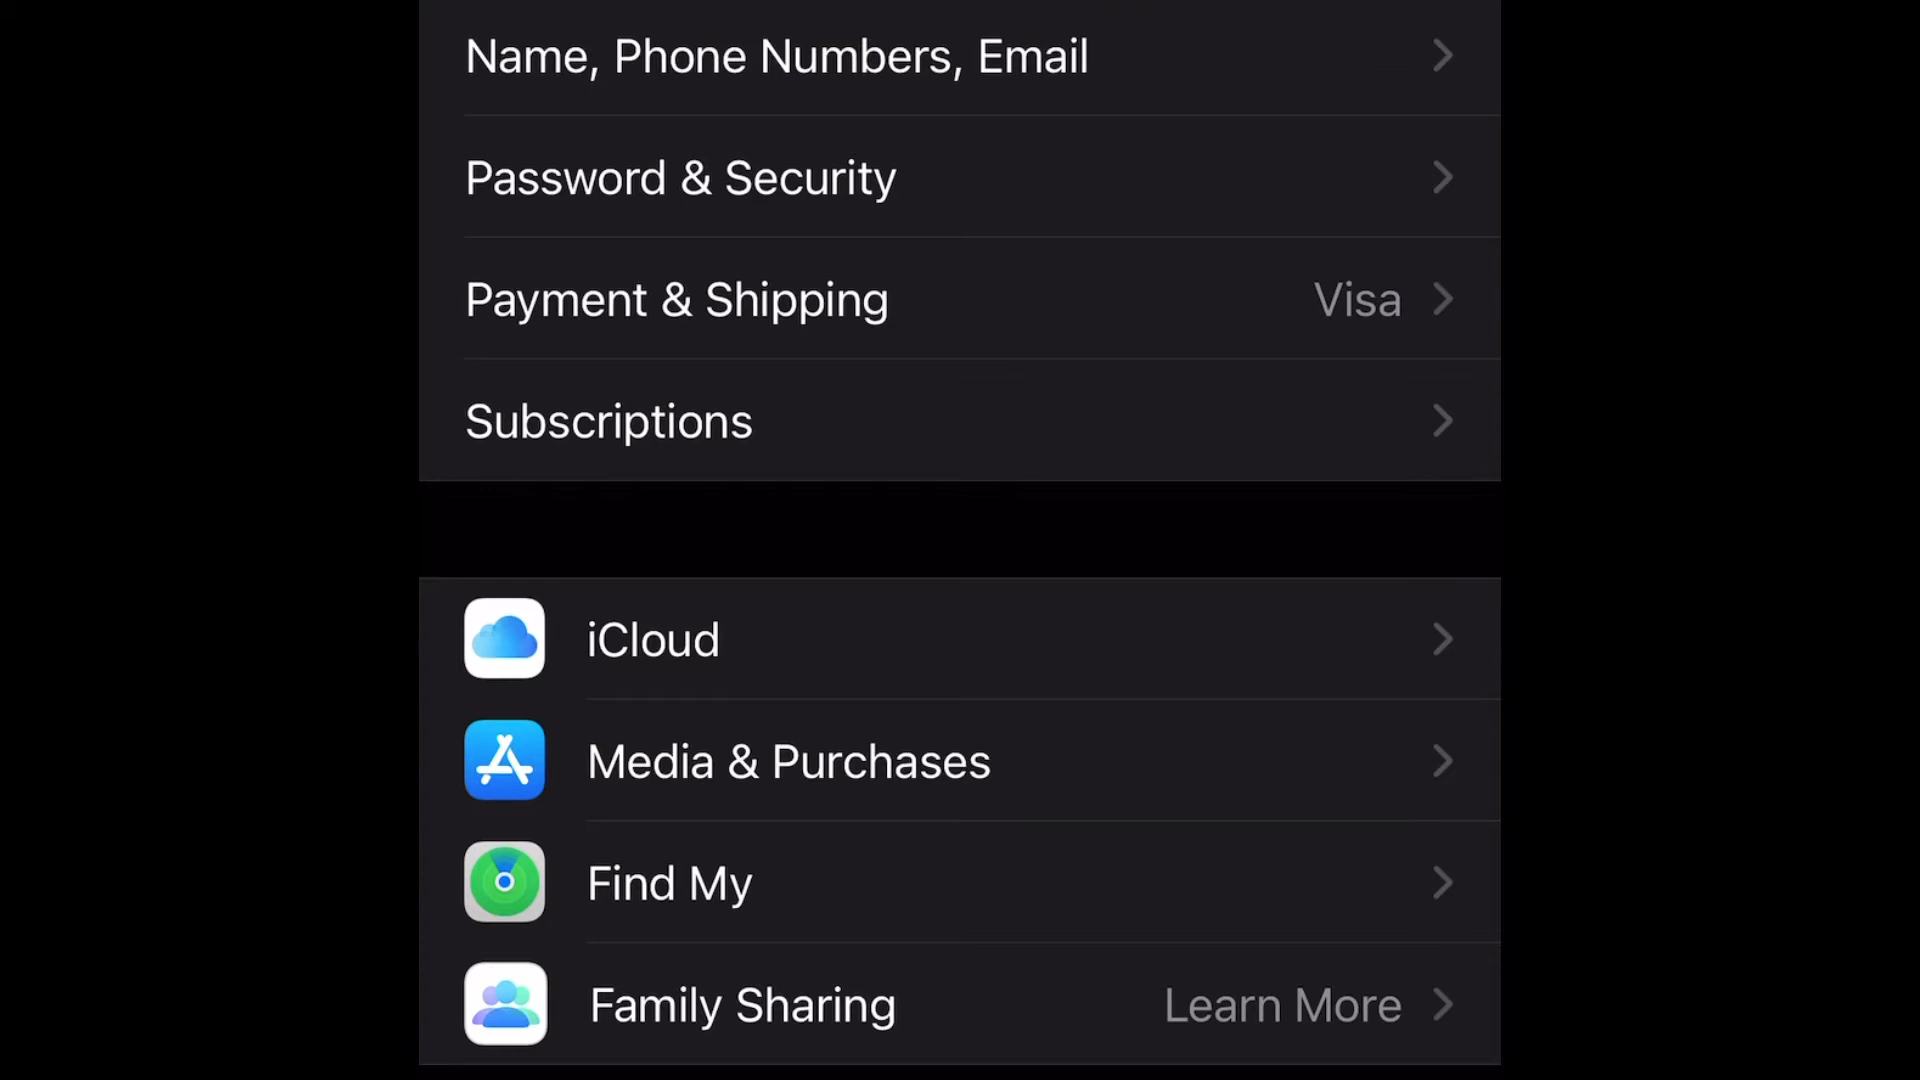 Name, Phone Numbers, Email
Password & Security
Payment & Shipping Visa
Subscriptions
iCloud
Media & Purchases
Find My
Family Sharing Learn More